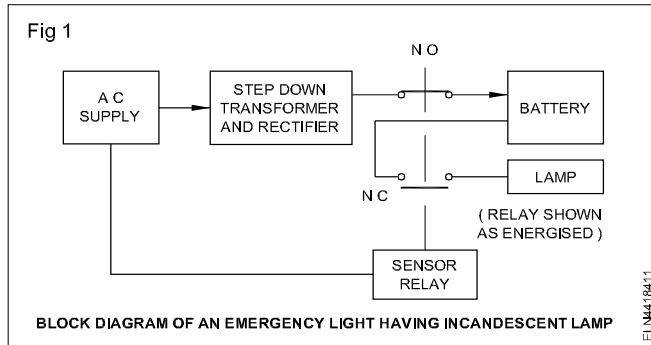 Fig 1
N O
A C
SUPPLY
STEP DOWN
TRANSFORMER
AND RECTIFIER
BATTERY
N C
LAMP
( RELAY SHOWN
AS ENERGISED )
SENSOR
RELAY
BLOCK DIAGRAM OF AN EMERGENCY LIGHT HAVING INCANDESCENT LAMP